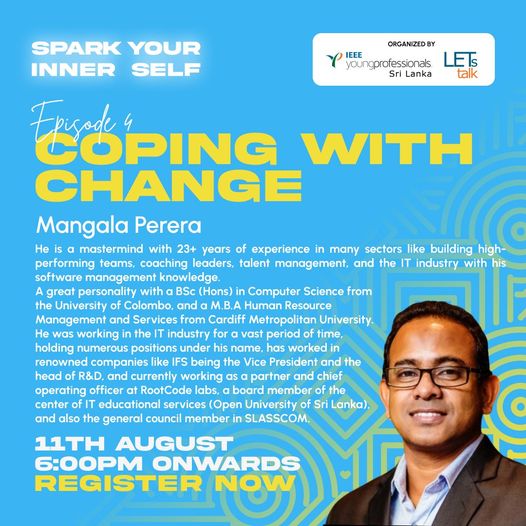 SPARK YOUR
INNER SELF
ORGANIZED BY
IEEE
youngprofessionals
Sri Lanka
LETs
talk
Episode 4
COPING WITH
CHANGE
Mangala Perera
He is a mastermind with 23+ years of experience in many sectors like building high-
performing teams, coaching leaders, talent management, and the IT industry with his
software management knowledge.
A great personality with a BSc (Hons) in Computer Science from
the University of Colombo, and a M.B.A Human Resource
Management and Services from Cardiff Metropolitan University.
He was working in the IT industry for a vast period of time,
holding numerous positions under his name, has worked in
renowned companies like IFS being the Vice President and the
head of R&D, and currently working as a partner and chief
operating officer at RootCode labs, a board member of the
center of IT educational services (Open University of Sri Lanka),
and also the general council member in SLASSCOM.
11TH AUGUST
6:00PM ONWARDS
REGISTER NOW